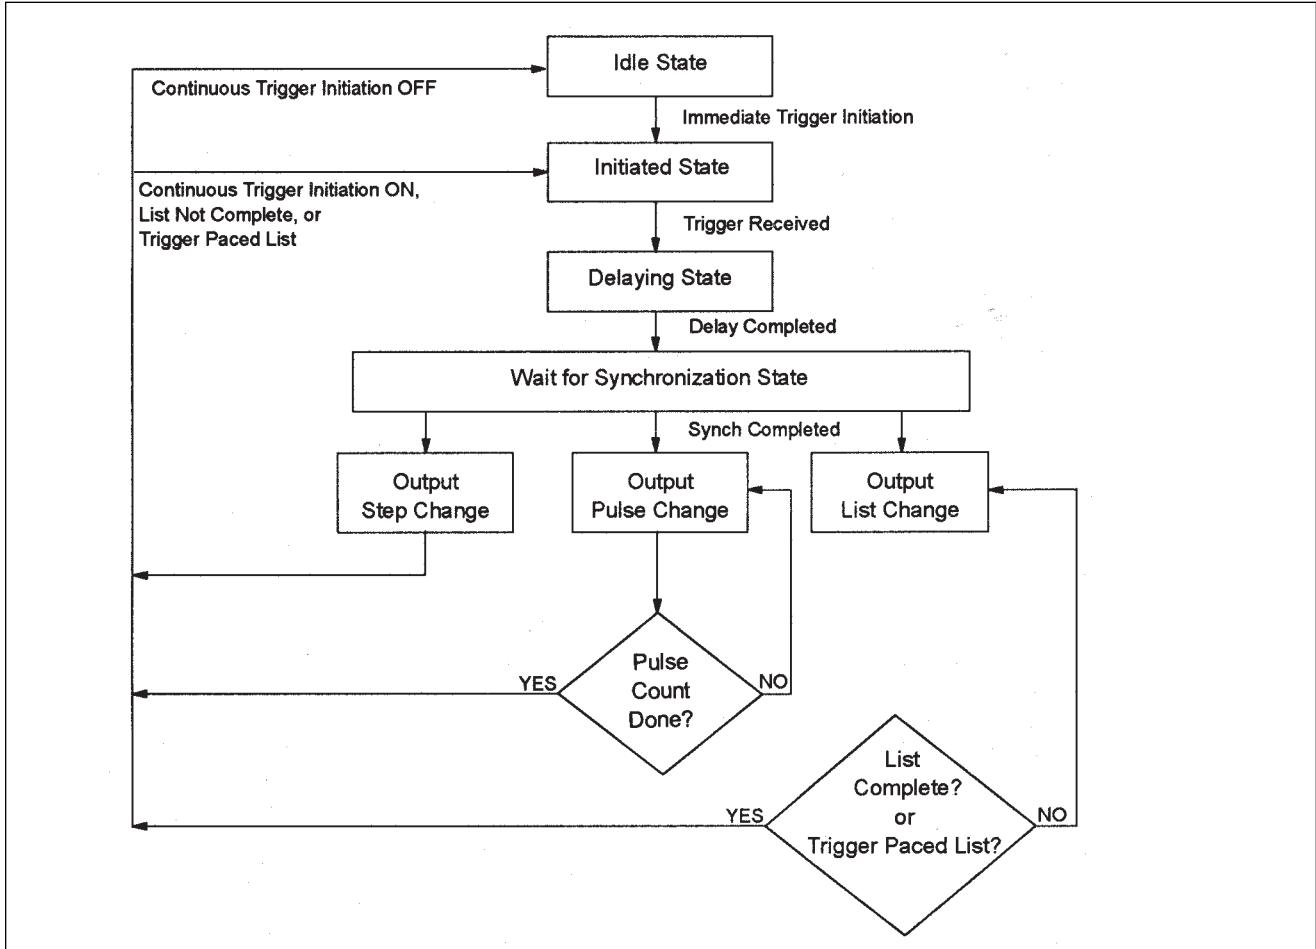 Idle State
Continuous Trigger Initiation OFF
Immediate Trigger Initiation
Initiated State
Continuous Trigger Initiation ON,
List Not Complete, or
Trigger Paced List
Trigger Received
Delaying State
Delay Completed
Wait for Synchronization State
Synch Completed
Output
Step Change
Output
Pulse Change
Output
List Change
Pulse
Count
Done?
YES
NO
List
Complete?
or
Trigger Paced List?
YES
NO